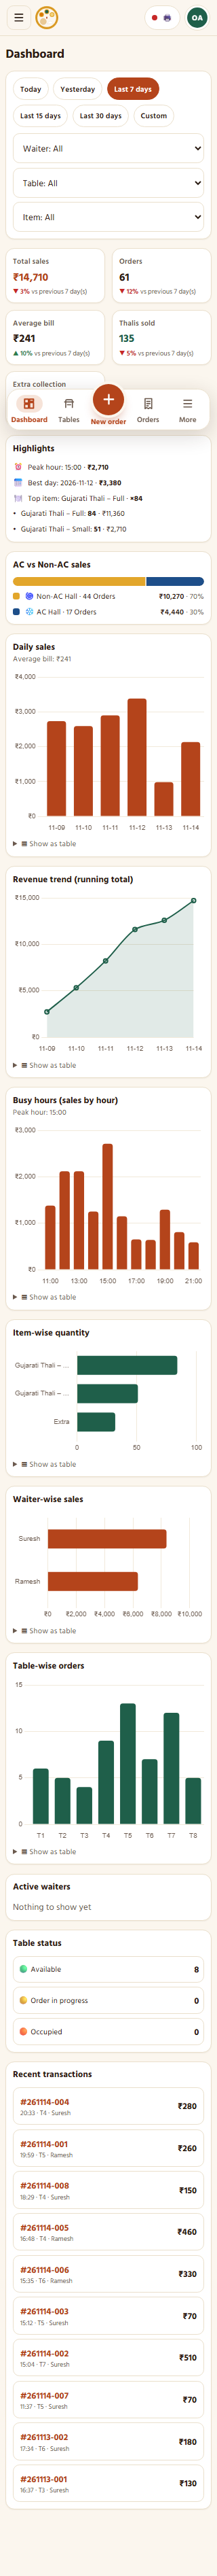 OA
Dashboard
Today
Yesterday
Last 7 days
Last 15 days
Last 30 days
Custom
Waiter: All
Table: All
Item: All
Total sales
₹14,710
▼ 3% vs previous 7 day(s)
Orders
61
▼ 12% vs previous 7 day(s)
Average bill
₹241
▲ 10% vs previous 7 day(s)
Thalis sold
135
▼ 5% vs previous 7 day(s)
Extra collection
Dashboard
Tables
New order
Orders
More
Highlights
Peak hour: 15:00 · ₹2,710
Best day: 2026-11-12 · ₹3,380
Top item: Gujarati Thali – Full · ×84
• Gujarati Thali – Full: 84 · ₹11,360
• Gujarati Thali – Small: 51 · ₹2,710
AC vs Non-AC sales
Non-AC Hall · 44 Orders ₹10,270 · 70%
AC Hall · 17 Orders ₹4,440 · 30%
Daily sales
Average bill: ₹241
₹4,000
₹3,000
₹2,000
₹1,000
₹0
11-09 11-10 11-11 11-12 11-13 11-14
▶ Show as table
Revenue trend (running total)
₹15,000
₹10,000
₹5,000
₹0
11-09 11-10 11-11 11-12 11-13 11-14
▶ Show as table
Busy hours (sales by hour)
Peak hour: 15:00
₹3,000
₹2,000
₹1,000
₹0
11:00 13:00 15:00 17:00 19:00 21:00
▶ Show as table
Item-wise quantity
Gujarati Thali – …
Gujarati Thali – …
Extra
0 50 100
▶ Show as table
Waiter-wise sales
Suresh
Ramesh
₹0 ₹2,000 ₹4,000 ₹6,000 ₹8,000 ₹10,000
▶ Show as table
Table-wise orders
15
10
5
0
T1 T2 T3 T4 T5 T6 T7 T8
▶ Show as table
Active waiters
Nothing to show yet
Table status
Available 8
Order in progress 0
Occupied 0
Recent transactions
#261114-004 ₹280
20:33 · T4 · Suresh
#261114-001 ₹260
19:59 · T5 · Ramesh
#261114-008 ₹150
18:29 · T4 · Suresh
#261114-005 ₹460
16:48 · T4 · Ramesh
#261114-006 ₹330
15:35 · T6 · Ramesh
#261114-003 ₹70
15:12 · T5 · Suresh
#261114-002 ₹510
15:04 · T7 · Suresh
#261114-007 ₹70
11:37 · T5 · Suresh
#261113-002 ₹180
17:34 · T6 · Suresh
#261113-001 ₹130
16:37 · T3 · Suresh